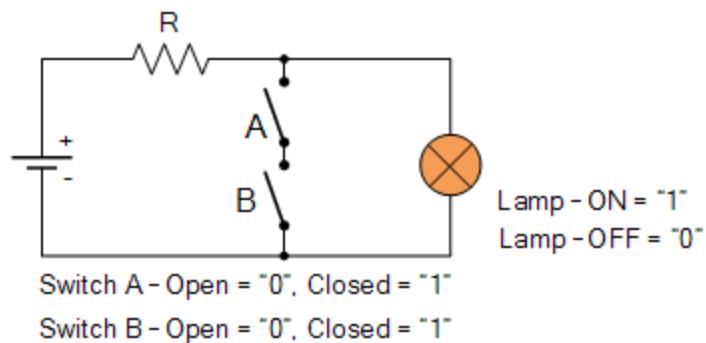 R
+
-
A
B
Lamp - ON = "1"
Lamp - OFF = "0"
Switch A - Open = "0", Closed = "1"
Switch B - Open = "0", Closed = "1"